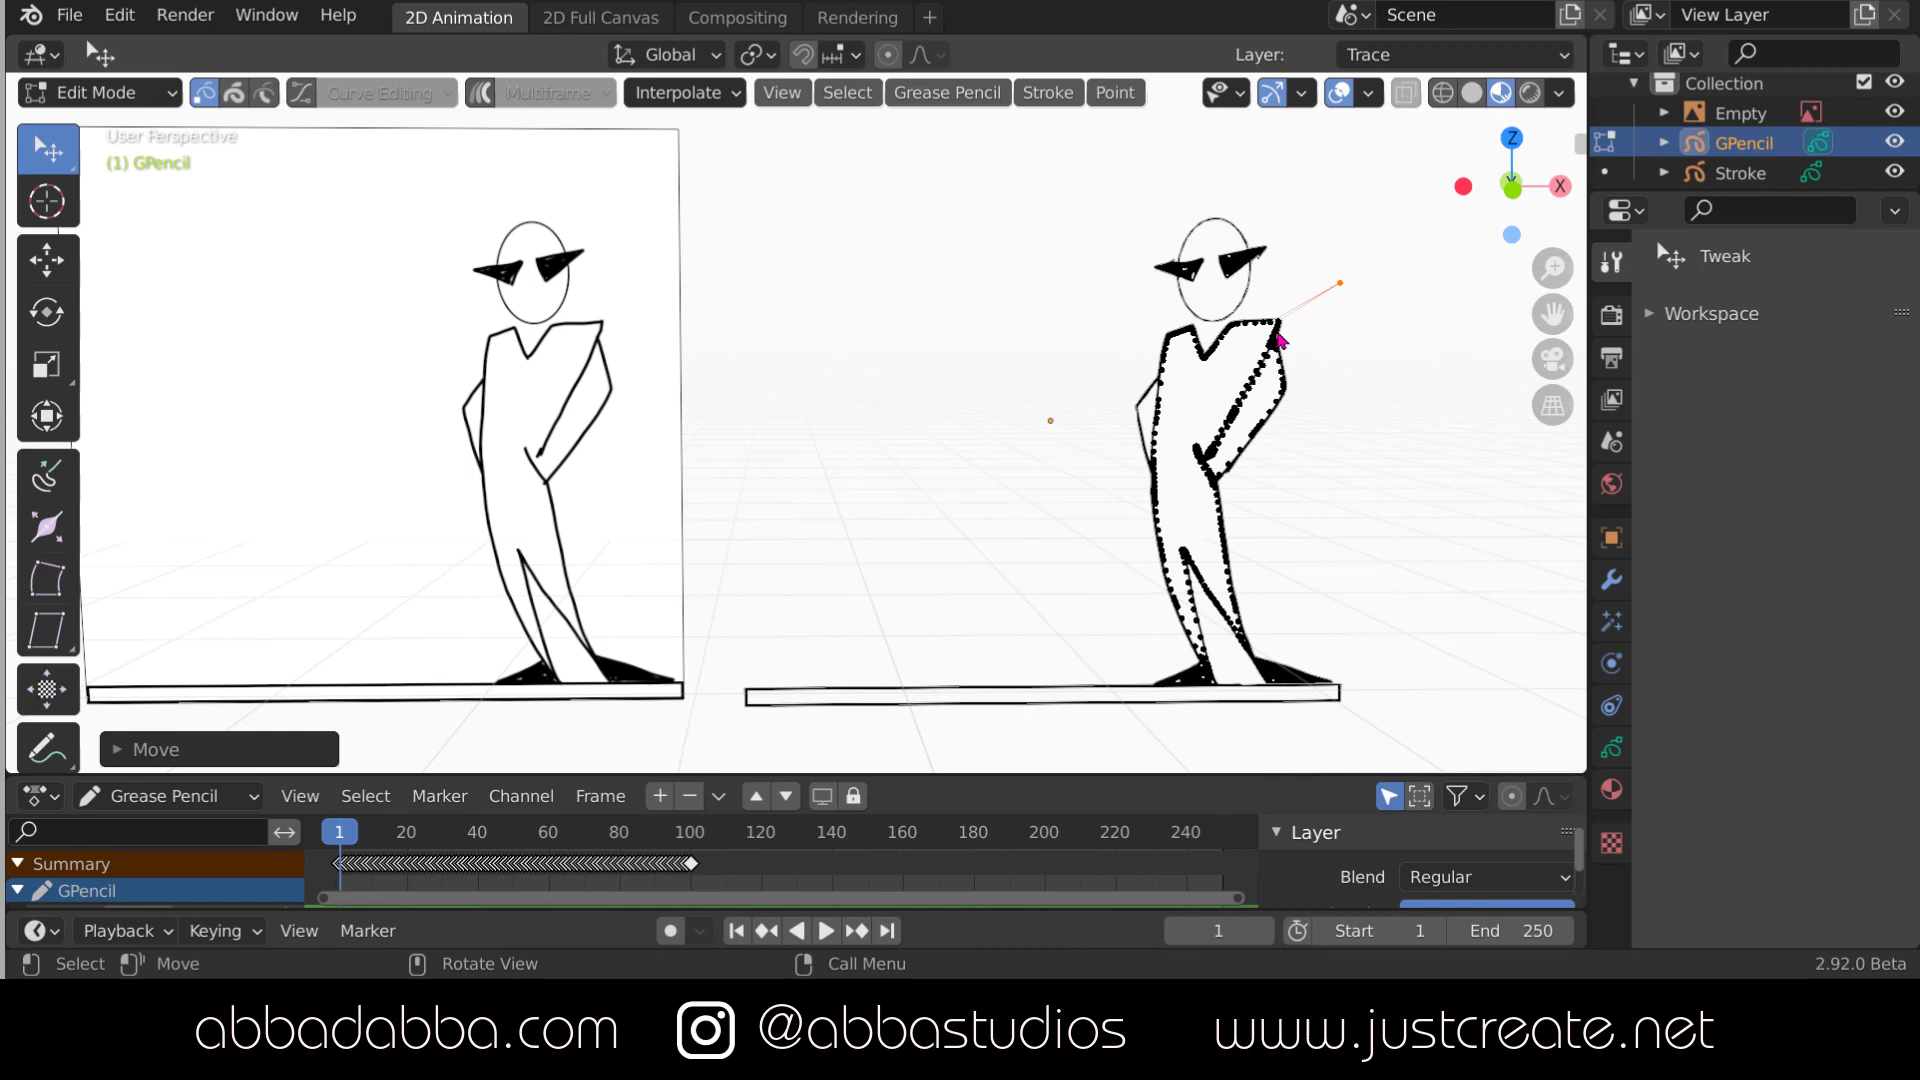 File Edit Render Window Help 2D Animation 2D Full Canvas Compositing Rendering + Scene View Layer
Global Layer: Trace
Edit Mode Curve Editing Multiframe Interpolate View Select Grease Pencil Stroke Point
Collection
Empty
GPencil
Stroke
User Perspective
(1) GPencil
Z
X
Tweak
Workspace
Move
Grease Pencil View Select Marker Channel Frame
1 20 40 60 80 100 120 140 160 180 200 220 240
Layer
Summary
GPencil
Blend Regular
Playback Keying View Marker 1 Start 1 End 250
Select Move Rotate View Call Menu 2.92.0 Beta
abbadabba.com @abbastudios www.justcreate.net